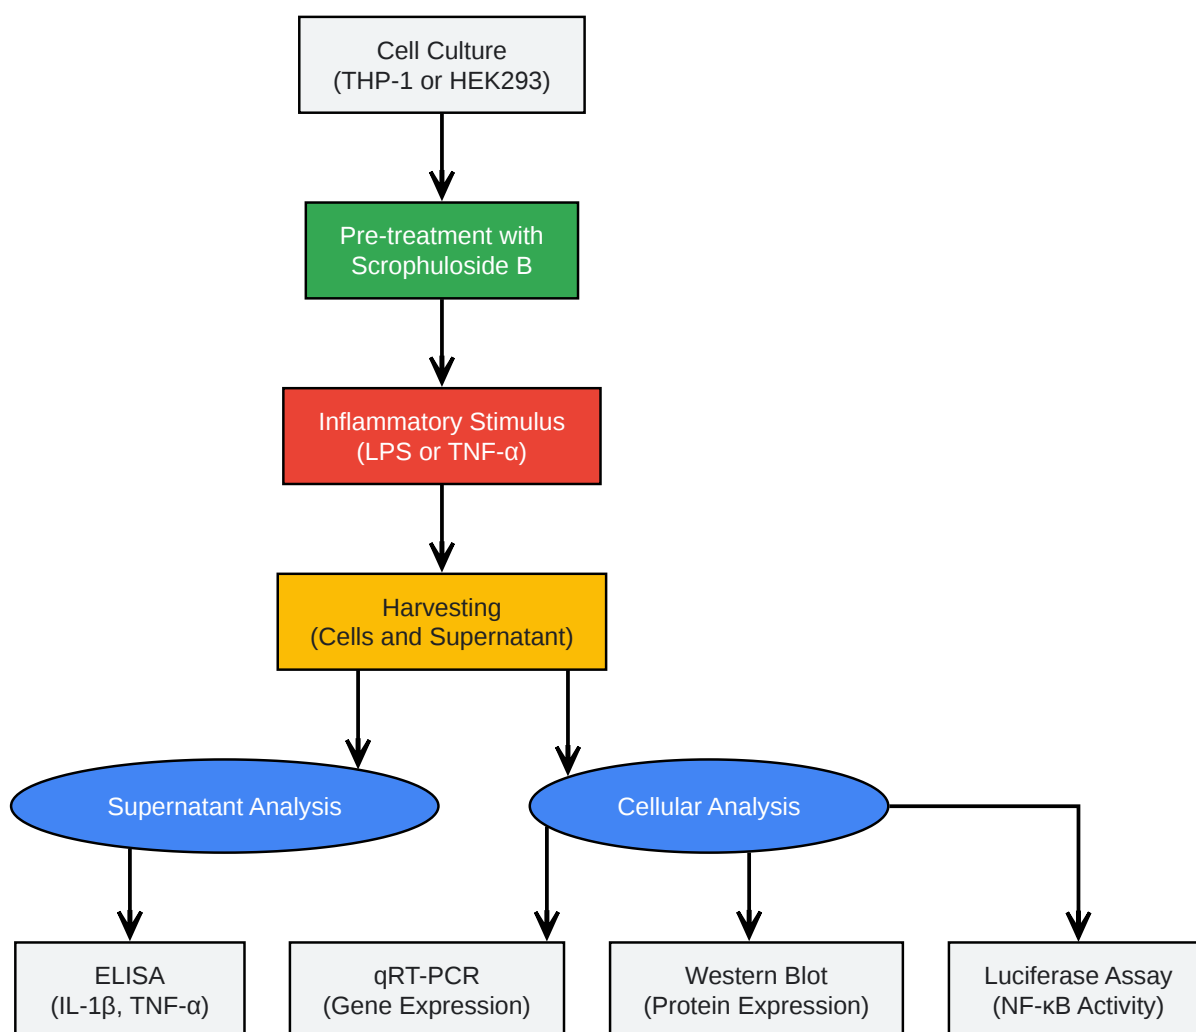 Cell Culture
(THP-1 or HEK293)
Pre-treatment with
Scrophuloside B
Inflammatory Stimulus
(LPS or TNF-α)
Harvesting
(Cells and Supernatant)
Supernatant Analysis
Cellular Analysis
ELISA
(IL-1β, TNF-α)
qRT-PCR
(Gene Expression)
Western Blot
(Protein Expression)
Luciferase Assay
(NF-κB Activity)